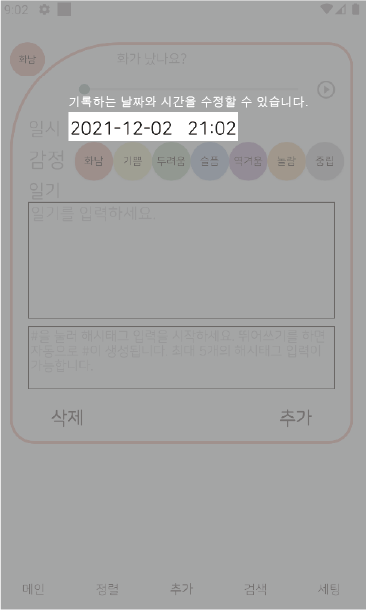 9:02
화남
화가 났나요?
기록하는 날짜와 시간을 수정할 수 있습니다.
일시 2021-12-02 21:02
감정 화남 기쁨 두려움 슬픔 역겨움 놀람 중립
일기
일기를 입력하세요.
#을 눌러 해시태그 입력을 시작하세요. 띄어쓰기를 하면
자동으로 #이 생성됩니다. 최대 5개의 해시태그 입력이
가능합니다.
삭제 추가
메인 정렬 추가 검색 세팅